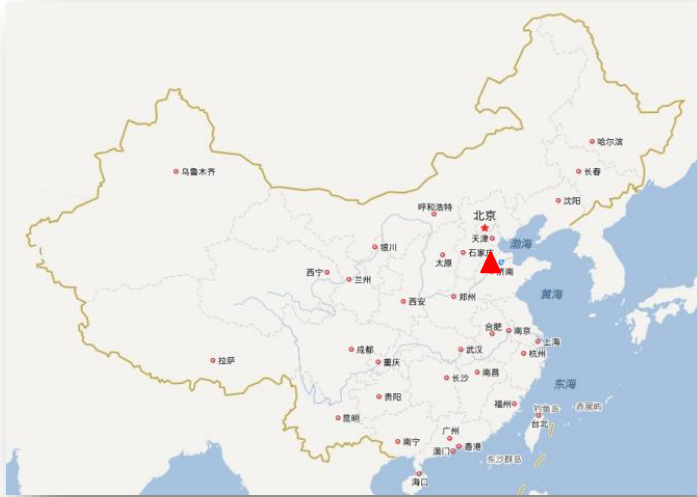 哈尔滨
长春
乌鲁木齐
沈阳
呼和浩特
北京
天津
渤海
银川
石家庄
太原
济南
西宁
兰州
黄海
郑州
西安
合肥
南京
上海
成都
武汉
杭州
拉萨
重庆
南昌
长沙
东海
贵阳
福州
钓鱼岛
赤尾屿
昆明
台北
广州
南宁
香港
澳门
东沙群岛
海口